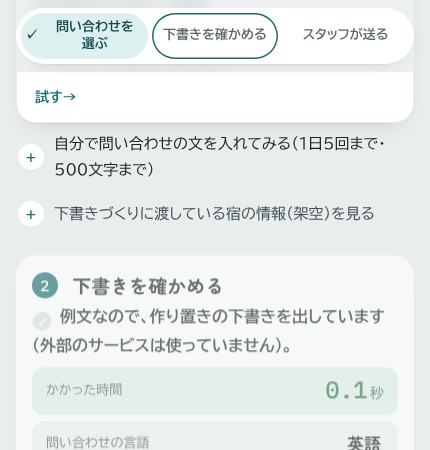 ✓ 問い合わせを
選ぶ
下書きを確かめる
スタッフが送る
試す→
+ 自分で問い合わせの文を入れてみる（1日5回まで・
500文字まで）
+ 下書きづくりに渡している宿の情報（架空）を見る
2 下書きを確かめる
✓ 例文なので、作り置きの下書きを出しています
（外部のサービスは使っていません）。
かかった時間 0.1秒
問い合わせの言語 英語